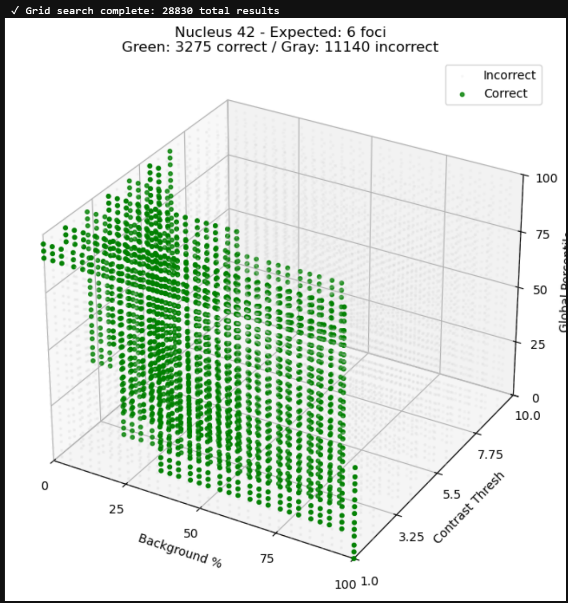 ✓ Grid search complete: 28830 total results
Nucleus 42 - Expected: 6 foci
Green: 3275 correct / Gray: 11140 incorrect
Incorrect
Correct
100
75
50
25
0
Global Percentile
10.0
7.75
5.5
3.25
1.0
Contrast Thresh
0
25
50
75
100
Background %